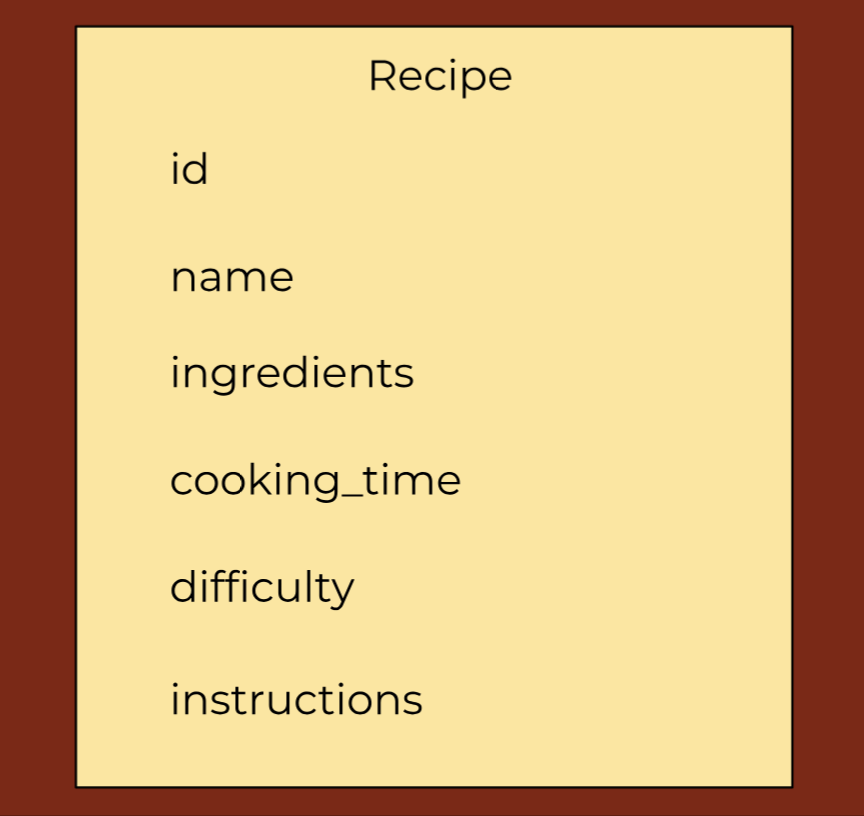 Recipe
id
name
ingredients
cooking_time
difficulty
instructions